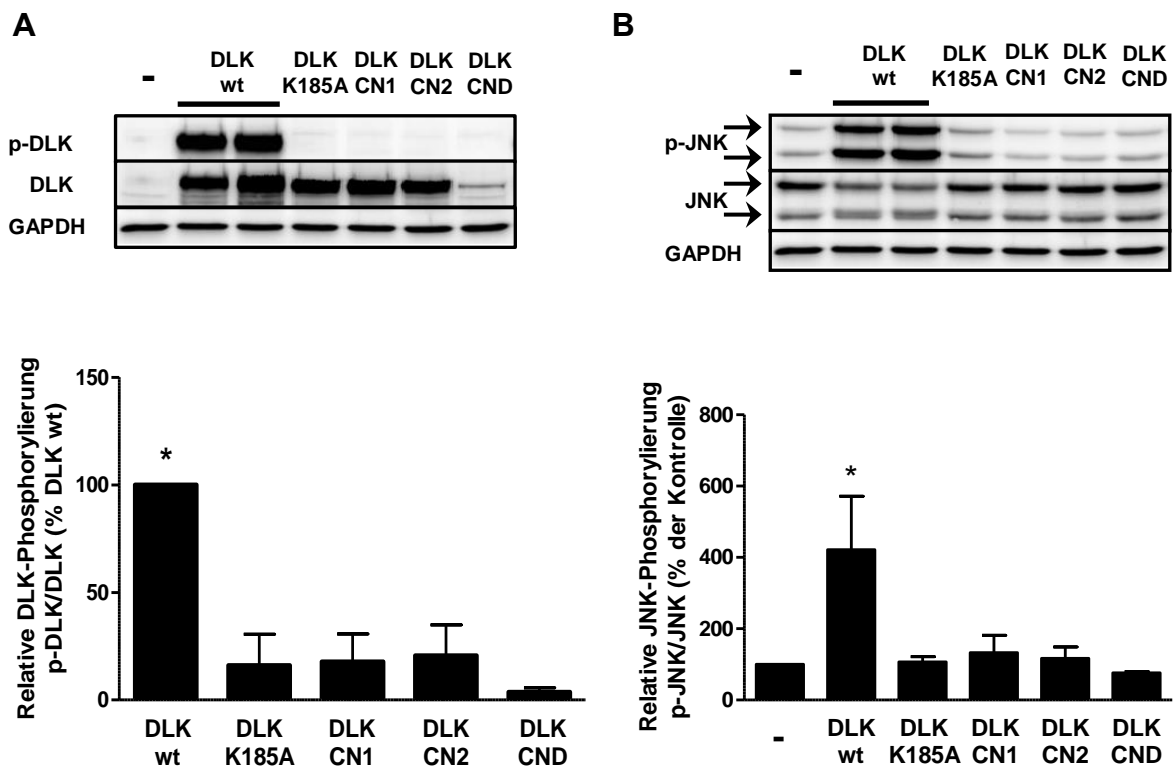 A
- DLK wt DLK K185A DLK CN1 DLK CN2 DLK CND
p-DLK
DLK
GAPDH
150
100
50
0
Relative DLK-Phosphorylierung
p-DLK/DLK (% DLK wt)
*
DLK wt DLK K185A DLK CN1 DLK CN2 DLK CND
B
- DLK wt DLK K185A DLK CN1 DLK CN2 DLK CND
p-JNK
JNK
GAPDH
800
600
400
200
100
0
Relative JNK-Phosphorylierung
p-JNK/JNK (% der Kontrolle)
*
- DLK wt DLK K185A DLK CN1 DLK CN2 DLK CND